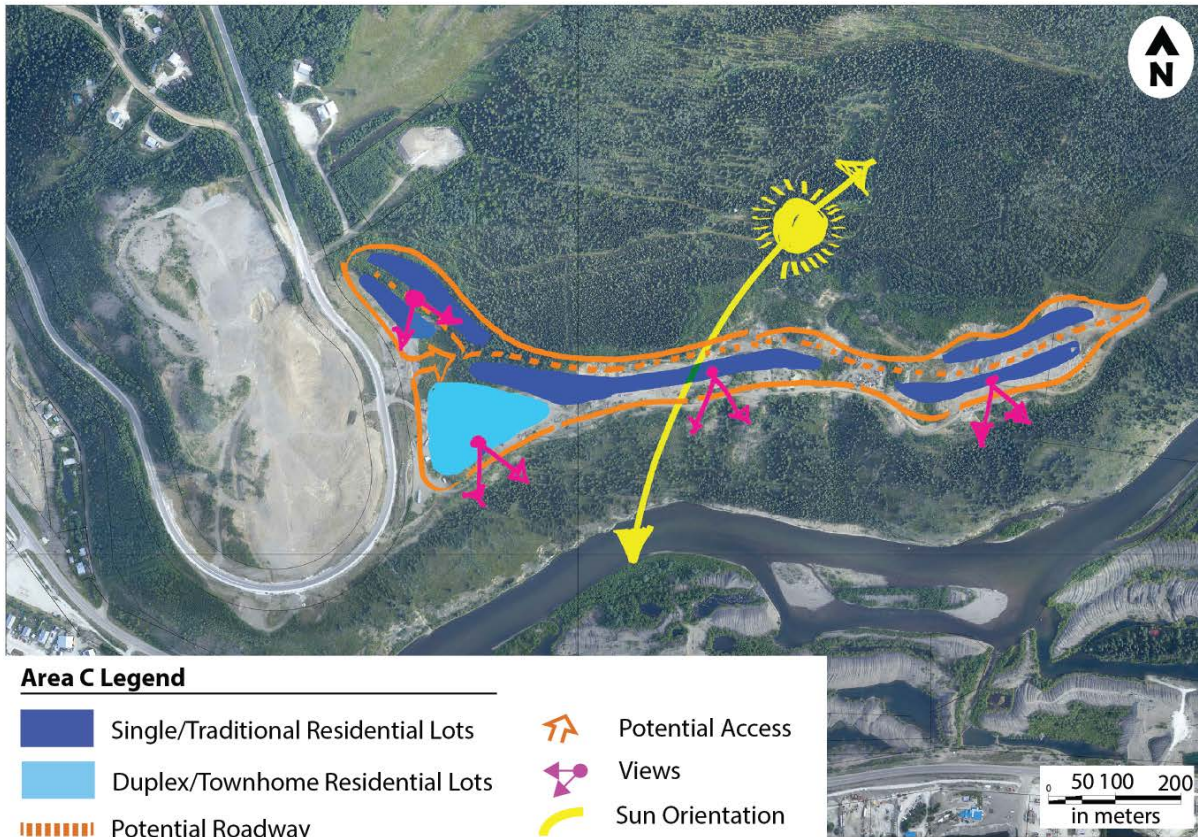 N
Area C Legend
Single/Traditional Residential Lots
Duplex/Townhome Residential Lots
Potential Roadway
Potential Access
Views
Sun Orientation
0 50 100 200
in meters